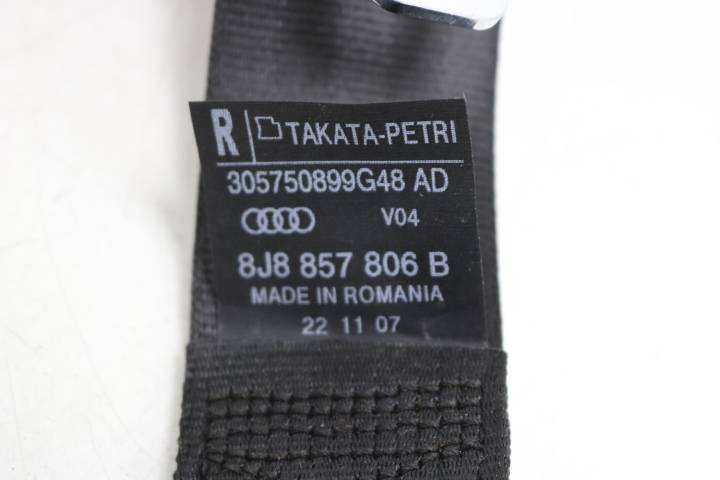 R TAKATA-PETRI
305750899G48 AD
V04
8J8 857 806 B
MADE IN ROMANIA
22 11 07